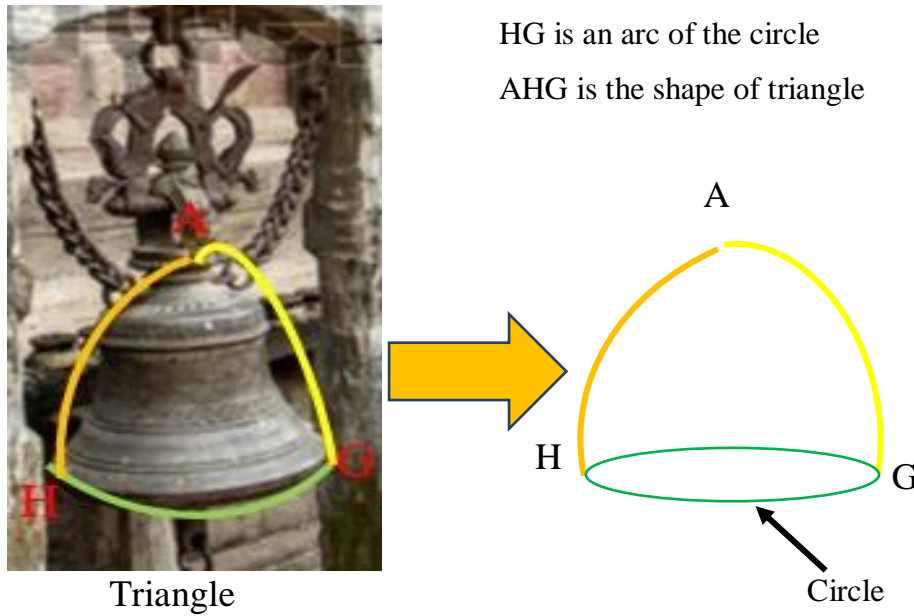 HG is an arc of the circle
AHG is the shape of triangle
A
H
G
A
H
G
Triangle
Circle